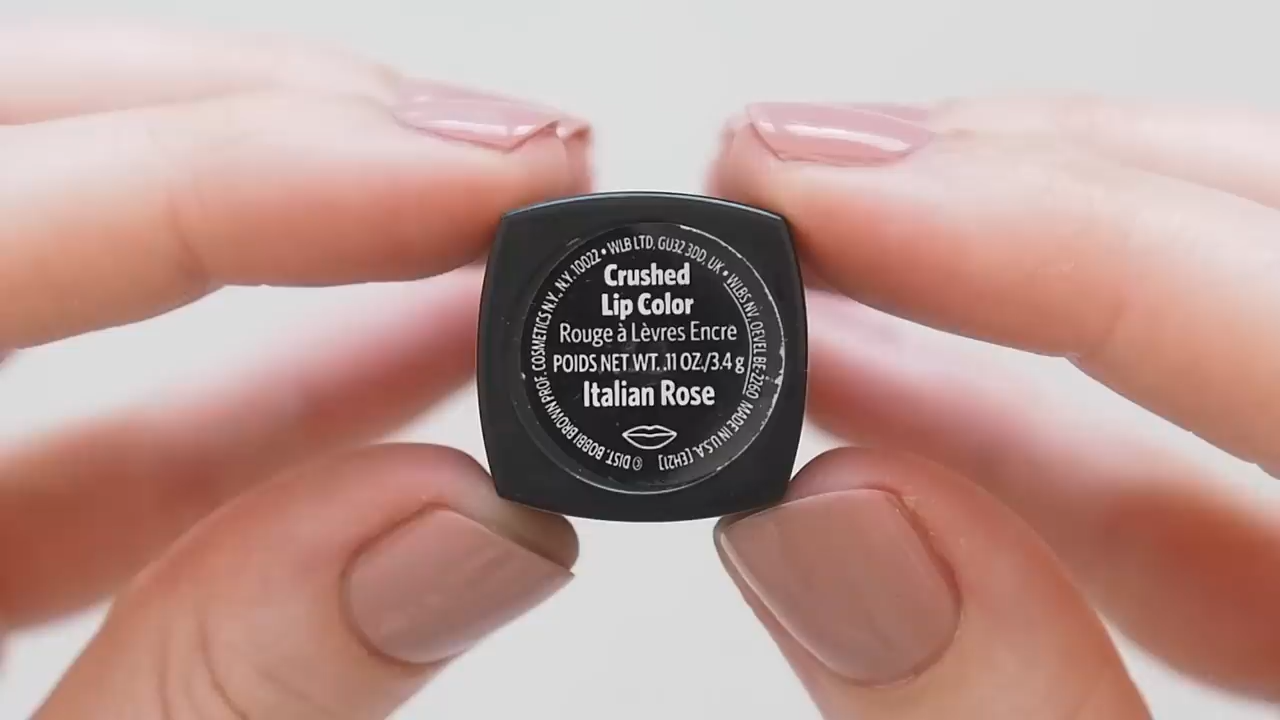 © DIST. BOBBI BROWN PROF. COSMETICS N.Y., N.Y. 10022 • WLB LTD, GU32 3DD, UK • WLBS NV, OEVEL BE-2260 MADE IN U.S.A. [EH21]
Crushed
Lip Color
Rouge à Lèvres Encre
POIDS NET WT. .11 OZ./3.4 g
Italian Rose